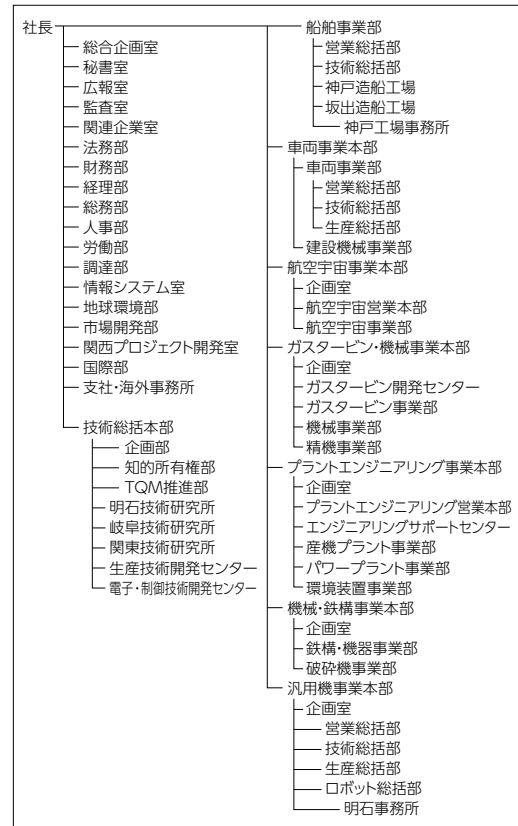 社長
総合企画室
秘書室
広報室
監査室
関連企業室
法務部
財務部
経理部
総務部
人事部
労働部
調達部
情報システム室
地球環境部
市場開発部
関西プロジェクト開発室
国際部
支社・海外事務所
技術総括本部
企画部
知的所有権部
TQM推進部
明石技術研究所
岐阜技術研究所
関東技術研究所
生産技術開発センター
電子・制御技術開発センター
船舶事業部
営業総括部
技術総括部
神戸造船工場
坂出造船工場
神戸工場事務所
車両事業本部
車両事業部
営業総括部
技術総括部
生産総括部
建設機械事業部
航空宇宙事業本部
企画室
航空宇宙営業本部
航空宇宙事業部
ガスタービン・機械事業本部
企画室
ガスタービン開発センター
ガスタービン事業部
機械事業部
精機事業部
プラントエンジニアリング事業本部
企画室
プラントエンジニアリング営業本部
エンジニアリングサポートセンター
産機プラント事業部
パワープラント事業部
環境装置事業部
機械・鉄構事業本部
企画室
鉄構・機器事業部
破砕機事業部
汎用機事業本部
企画室
営業総括部
技術総括部
生産総括部
ロボット総括部
明石事務所